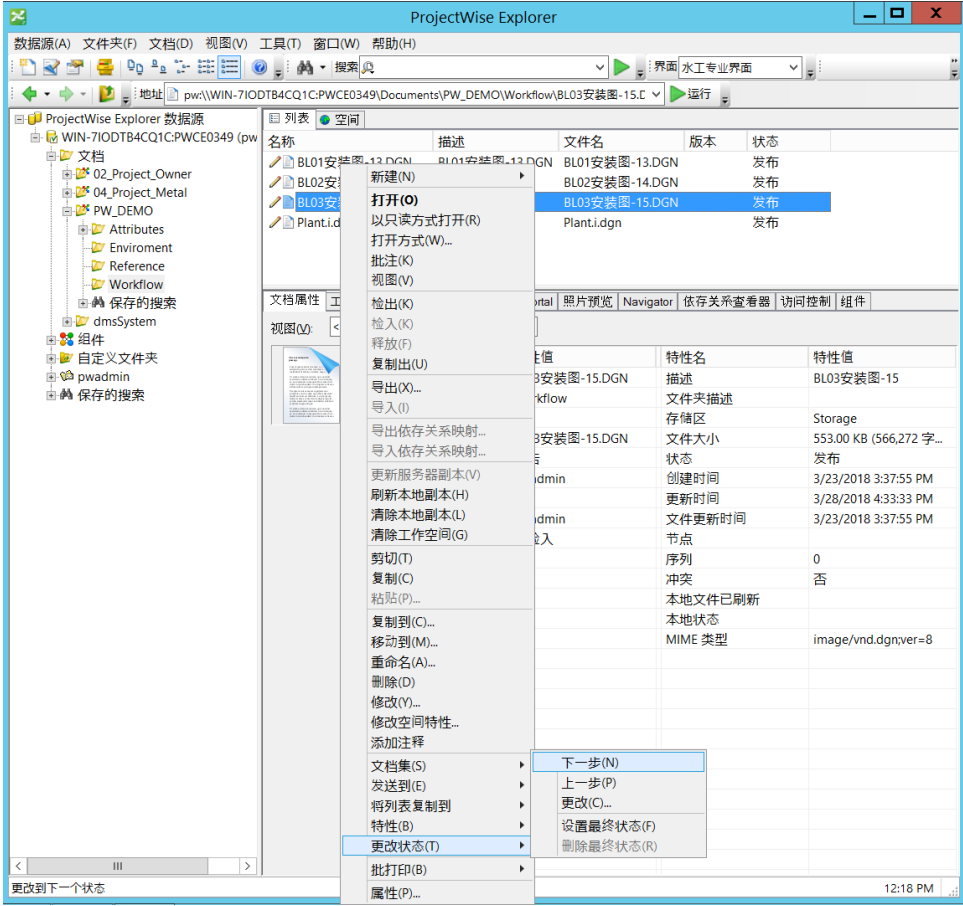 ProjectWise Explorer
数据源(A) 文件夹(F) 文档(D) 视图(V) 工具(T) 窗口(W) 帮助(H)
搜索 界面 水工专业界面
地址 pw:\\WIN-7IODTB4CQ1C:PWCE0349\Documents\PW_DEMO\Workflow\BL03安装图-15.D 运行
ProjectWise Explorer 数据源
WIN-7IODTB4CQ1C:PWCE0349 (pw
文档
02_Project_Owner
04_Project_Metal
PW_DEMO
Attributes
Enviroment
Reference
Workflow
保存的搜索
dmsSystem
组件
自定义文件夹
pwadmin
保存的搜索
列表 空间
名称 描述 文件名 版本 状态
BL01安装图-13.DGN BL01安装图-13.DGN BL01安装图-13.DGN 发布
BL02安 BL02安装图-14.DGN 发布
BL03安 BL03安装图-15.DGN 发布
Plant.i.d Plant.i.dgn 发布
文档属性 工 ortal 照片预览 Navigator 依存关系查看器 访问控制 组件
视图(V): <
性值 特性名 特性值
3安装图-15.DGN 描述 BL03安装图-15
rkflow 文件夹描述
存储区 Storage
3安装图-15.DGN 文件大小 553.00 KB (566,272 字...
状态 发布
dmin 创建时间 3/23/2018 3:37:55 PM
更新时间 3/28/2018 4:33:33 PM
dmin 文件更新时间 3/23/2018 3:37:55 PM
检入 节点
序列 0
冲突 否
本地文件已刷新
本地状态
MIME 类型 image/vnd.dgn;ver=8
新建(N)
打开(O)
以只读方式打开(R)
打开方式(W)...
批注(K)
视图(V)
检出(K)
检入(K)
释放(F)
复制出(U)
导出(X)...
导入(I)
导出依存关系映射...
导入依存关系映射...
更新服务器副本(V)
刷新本地副本(H)
清除本地副本(L)
清除工作空间(G)
剪切(T)
复制(C)
粘贴(P)...
复制到(C)...
移动到(M)...
重命名(A)...
删除(D)
修改(Y)...
修改空间特性...
添加注释
文档集(S)
发送到(E)
将列表复制到
特性(B)
更改状态(T)
批打印(B)
属性(P)...
下一步(N)
上一步(P)
更改(C)...
设置最终状态(F)
删除最终状态(R)
更改到下一个状态 12:18 PM